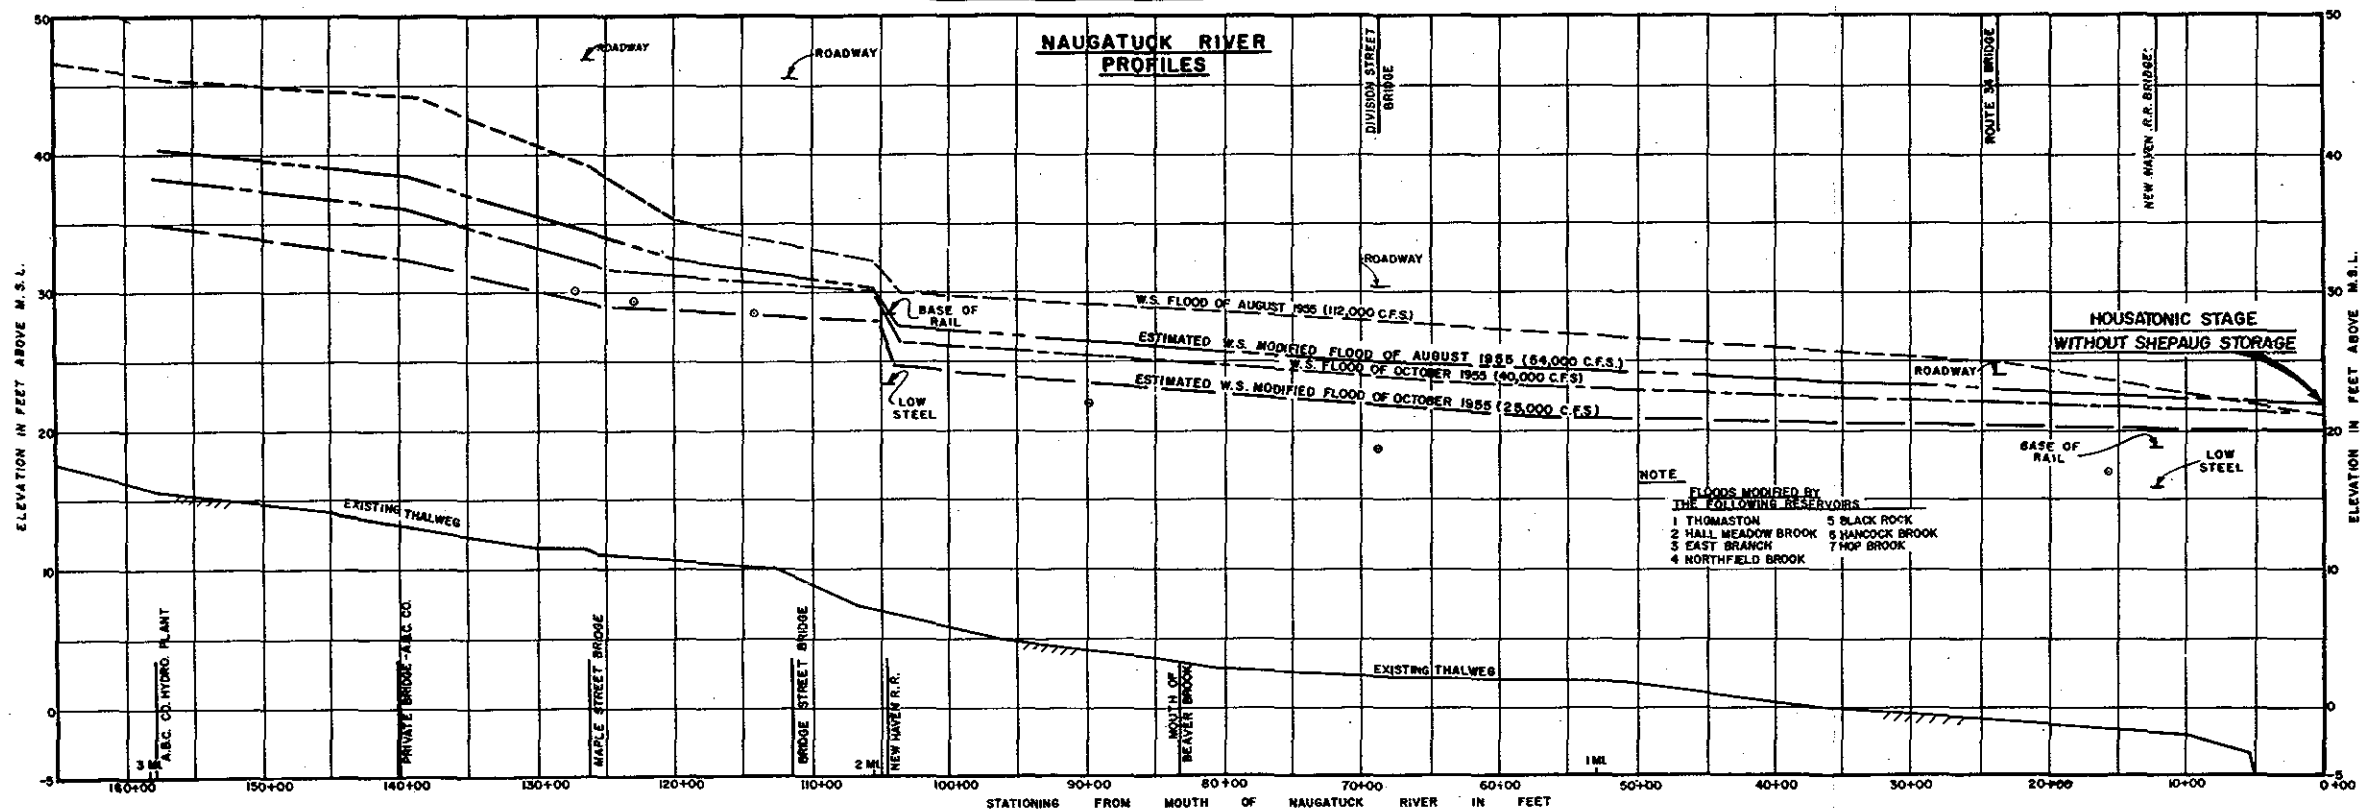 NAUGATUCK RIVER
PROFILES
50
40
30
20
10
0
-5
ELEVATION IN FEET ABOVE M.S.L.
ROADWAY
ROADWAY
DIVISION STREET
BRIDGE
ROUTE 34 BRIDGE
NEW HAVEN R.R. BRIDGE
50
40
30
20
10
0
-5
ELEVATION IN FEET ABOVE M.S.L.
ROADWAY
W.S. FLOOD OF AUGUST 1955 (112,000 C.F.S.)
BASE OF
RAIL
ESTIMATED W.S. MODIFIED FLOOD OF AUGUST 1955 (54,000 C.F.S.)
W.S. FLOOD OF OCTOBER 1955 (40,000 C.F.S)
ESTIMATED W.S. MODIFIED FLOOD OF OCTOBER 1955 (25,000 C.F.S)
LOW
STEEL
HOUSATONIC STAGE
WITHOUT SHEPAUG STORAGE
ROADWAY
BASE OF
RAIL
LOW
STEEL
NOTE
FLOODS MODIFIED BY
THE FOLLOWING RESERVOIRS
1 THOMASTON 5 BLACK ROCK
2 HALL MEADOW BROOK 6 HANCOCK BROOK
3 EAST BRANCH 7 HOP BROOK
4 NORTHFIELD BROOK
EXISTING THALWEG
EXISTING THALWEG
3 MI.
A.B.C. CO. HYDRO. PLANT
PRIVATE BRIDGE-A.B.C. CO.
MAPLE STREET BRIDGE
BRIDGE STREET BRIDGE
2 MI.
NEW HAVEN R.R.
MOUTH OF
BEAVER BROOK
1 MI.
160+00 150+00 140+00 130+00 120+00 110+00 100+00 90+00 80+00 70+00 60+00 50+00 40+00 30+00 20+00 10+00 0+00
STATIONING FROM MOUTH OF NAUGATUCK RIVER IN FEET